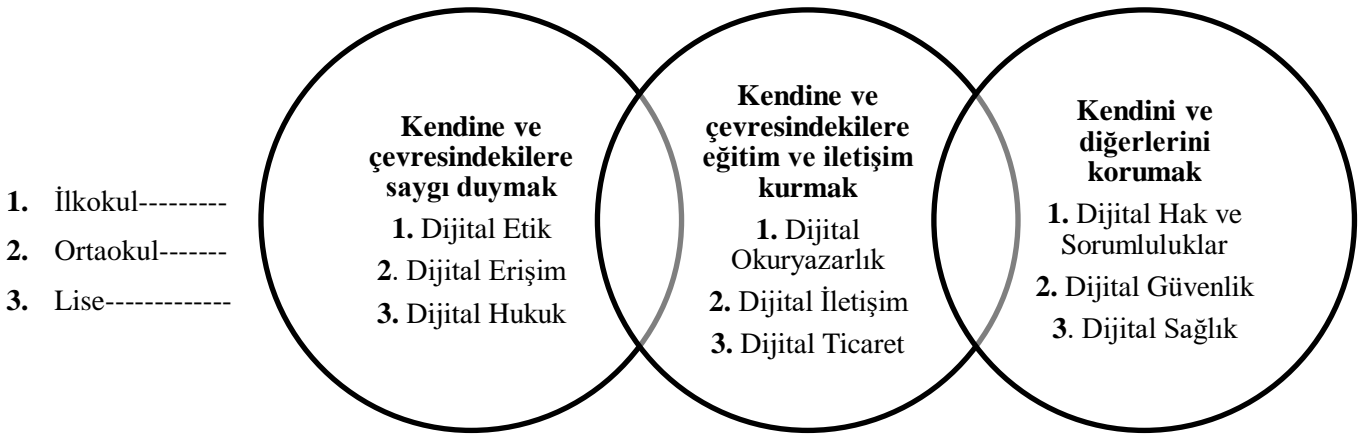 1. İlkokul---------
2. Ortaokul-------
3. Lise-------------
Kendine ve
çevresindekilere
saygı duymak
1. Dijital Etik
2. Dijital Erişim
3. Dijital Hukuk
Kendine ve
çevresindekilere
eğitim ve iletişim
kurmak
1. Dijital
Okuryazarlık
2. Dijital İletişim
3. Dijital Ticaret
Kendini ve
diğerlerini
korumak
1. Dijital Hak ve
Sorumluluklar
2. Dijital Güvenlik
3. Dijital Sağlık